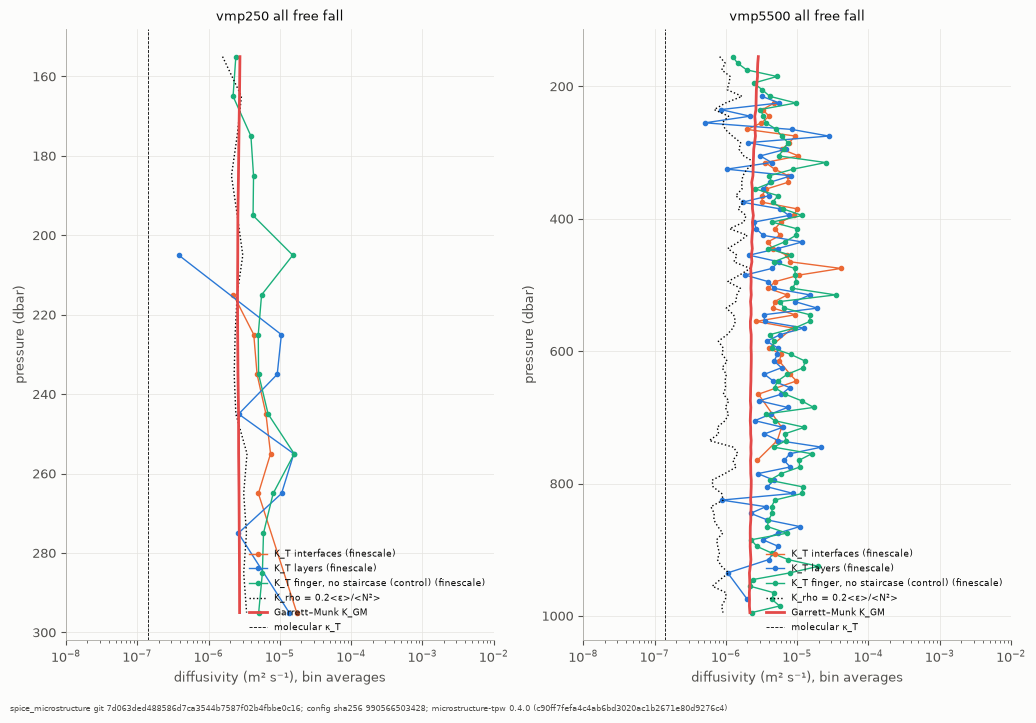 vmp250 all free fall
160
180
200
220
240
260
280
300
pressure (dbar)
K_T interfaces (finescale)
K_T layers (finescale)
K_T finger, no staircase (control) (finescale)
K_rho = 0.2<ε>/<N²>
Garrett–Munk K_GM
molecular κ_T
10⁻⁸ 10⁻⁷ 10⁻⁶ 10⁻⁵ 10⁻⁴ 10⁻³ 10⁻²
diffusivity (m² s⁻¹), bin averages
vmp5500 all free fall
200
400
600
800
1000
pressure (dbar)
K_T interfaces (finescale)
K_T layers (finescale)
K_T finger, no staircase (control) (finescale)
K_rho = 0.2<ε>/<N²>
Garrett–Munk K_GM
molecular κ_T
10⁻⁸ 10⁻⁷ 10⁻⁶ 10⁻⁵ 10⁻⁴ 10⁻³ 10⁻²
diffusivity (m² s⁻¹), bin averages
spice_microstructure git 7d063ded488586d7ca3544b7587f02b4fbbe0c16; config sha256 990566503428; microstructure-tpw 0.4.0 (c90ff7fefa4c4ab6bd3020ac1b2671e80d9276c4)